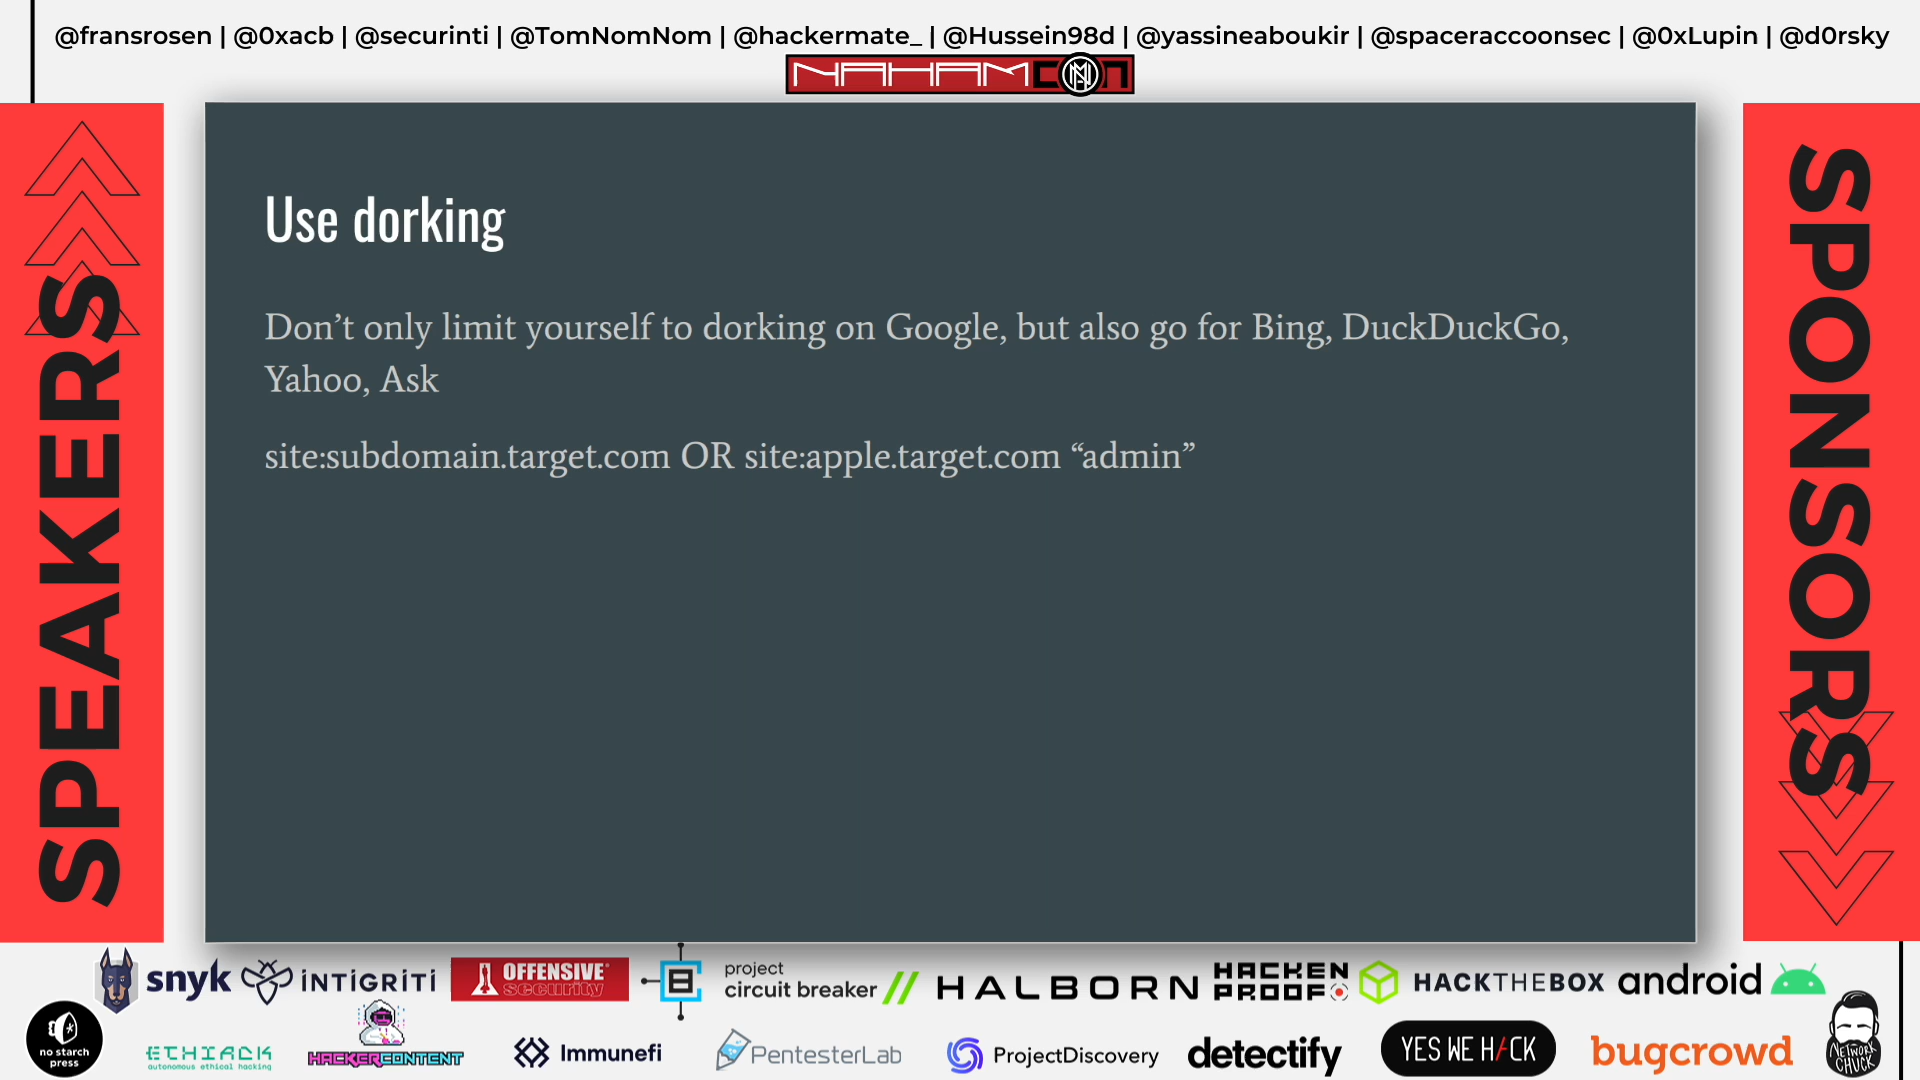 @fransrosen | @0xacb | @securinti | @TomNomNom | @hackermate_ | @Hussein98d | @yassineaboukir | @spaceraccoonsec | @0xLupin | @d0rsky
NAHAMCON
SPEAKERS
Use dorking
Don’t only limit yourself to dorking on Google, but also go for Bing, DuckDuckGo,
Yahoo, Ask
site:subdomain.target.com OR site:apple.target.com “admin”
SPONSORS
snyk
INTIGRITI
OFFENSIVE
security
project
circuit breaker
HALBORN
HACKEN
PROOF
HACKTHEBOX
android
no starch
press
ETHIACK
autonomous ethical hacking
HACKERCONTENT
Immunefi
PentesterLab
ProjectDiscovery
detectify
YES WE H/CK
bugcrowd
NETWORK
CHUCK